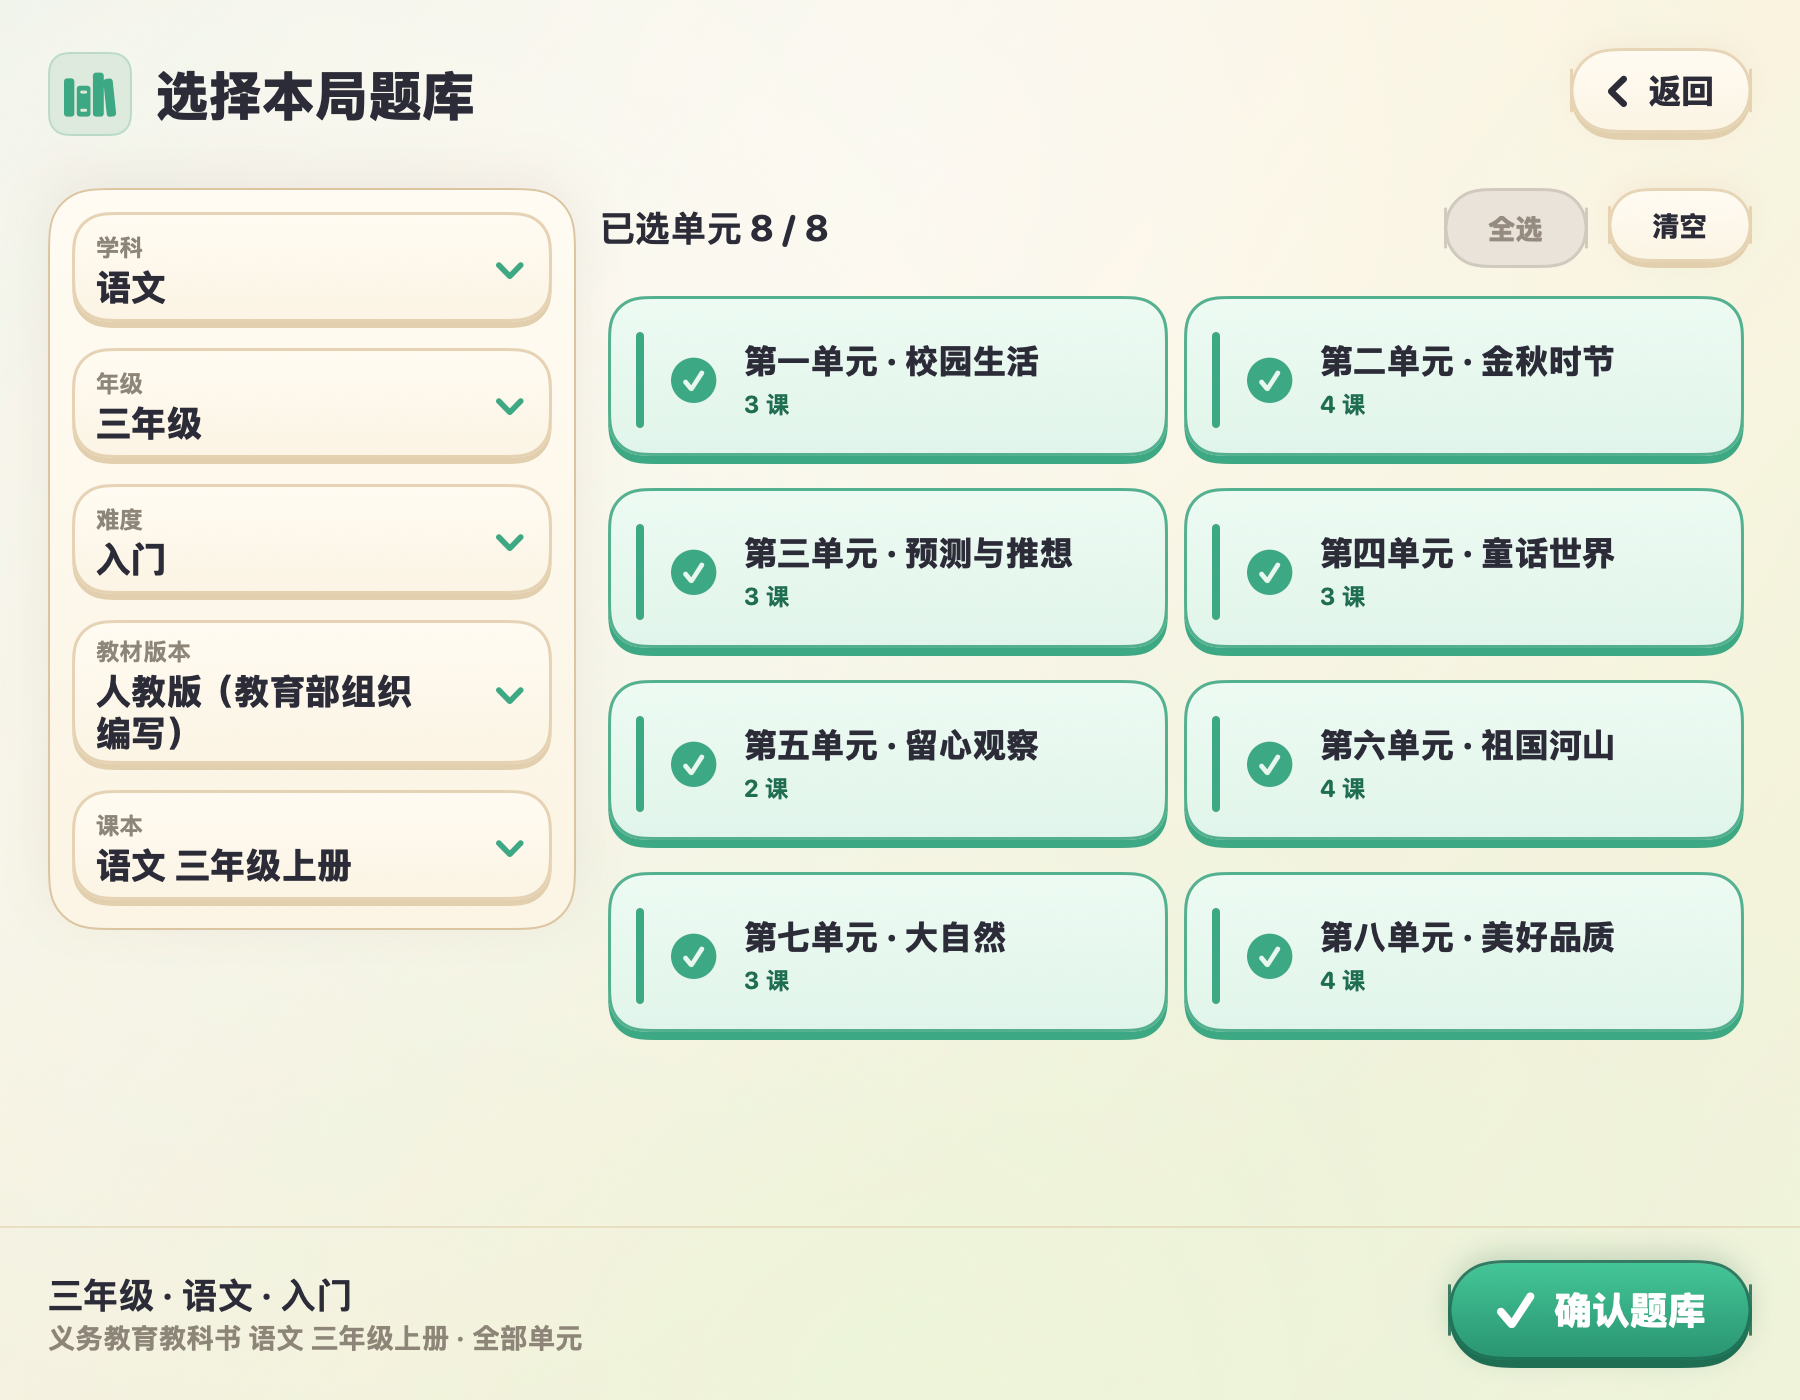 选择本局题库
返回
学科
语文
年级
三年级
难度
入门
教材版本
人教版（教育部组织
编写）
课本
语文 三年级上册
已选单元 8 / 8
全选
清空
第一单元 · 校园生活
3 课
第二单元 · 金秋时节
4 课
第三单元 · 预测与推想
3 课
第四单元 · 童话世界
3 课
第五单元 · 留心观察
2 课
第六单元 · 祖国河山
4 课
第七单元 · 大自然
3 课
第八单元 · 美好品质
4 课
三年级 · 语文 · 入门
义务教育教科书 语文 三年级上册 · 全部单元
确认题库